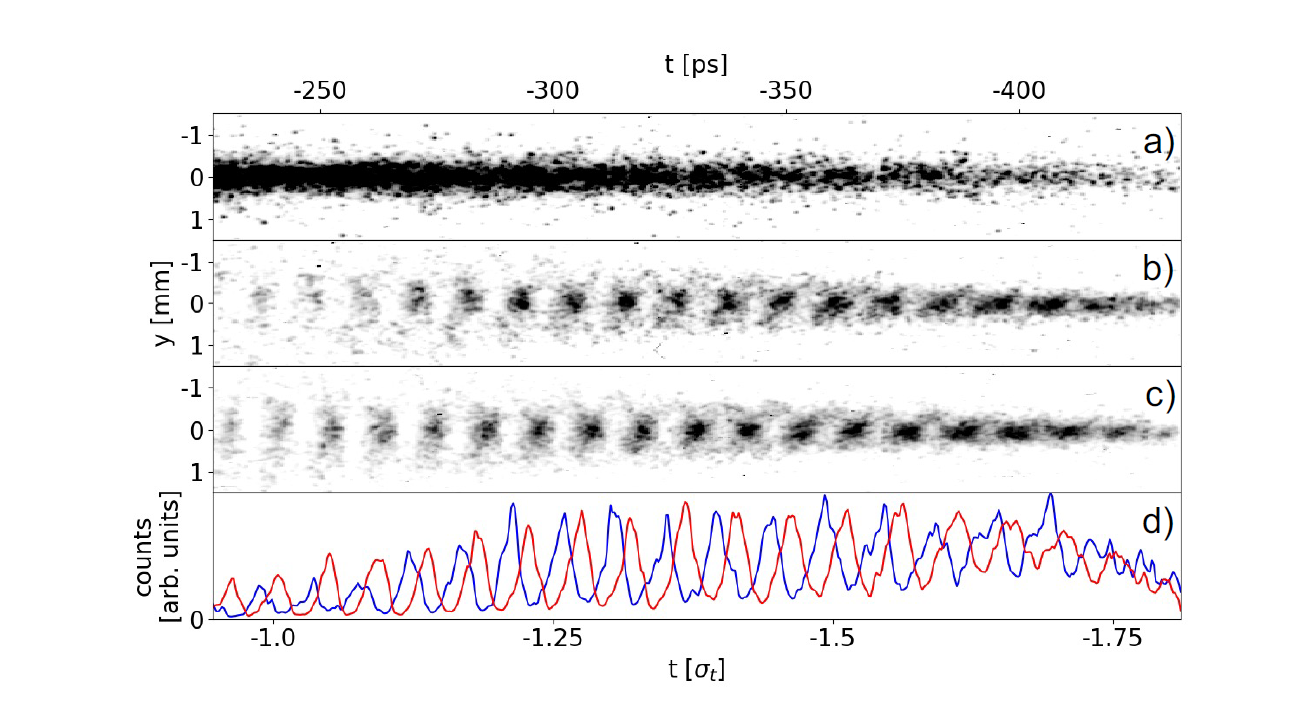 t [ps]
-250 -300 -350 -400
a)
-1
0
1
b)
-1
0
1
y [mm]
c)
-1
0
1
d)
counts
[arb. units]
0
-1.0 -1.25 -1.5 -1.75
t [σt]